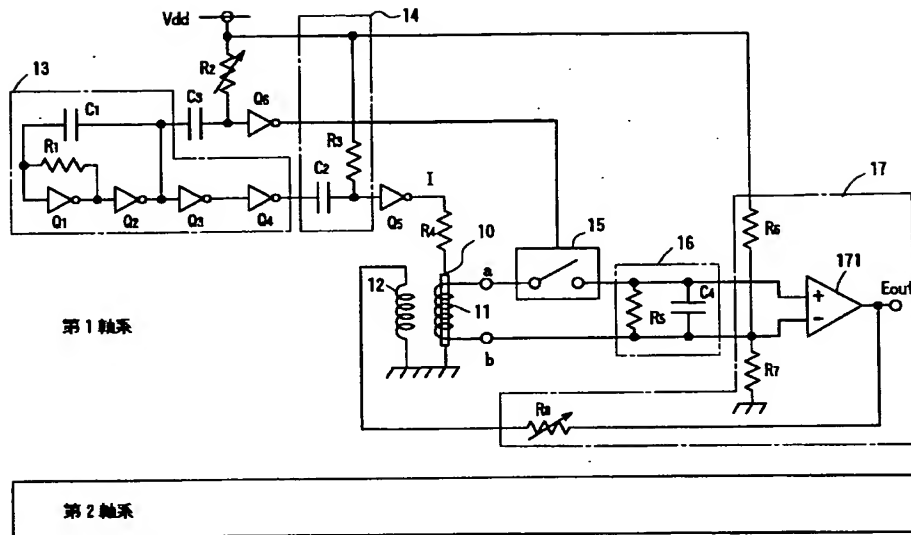 Vdd
14
13
R2
C1
C3
Q6
R1
R3
C2
I
17
Q1
Q2
Q3
Q4
Q5
R4
10
15
16
R6
171
12
a
11
R5
C4
+
-
Eout
第1軸系
b
R7
R8
第2軸系